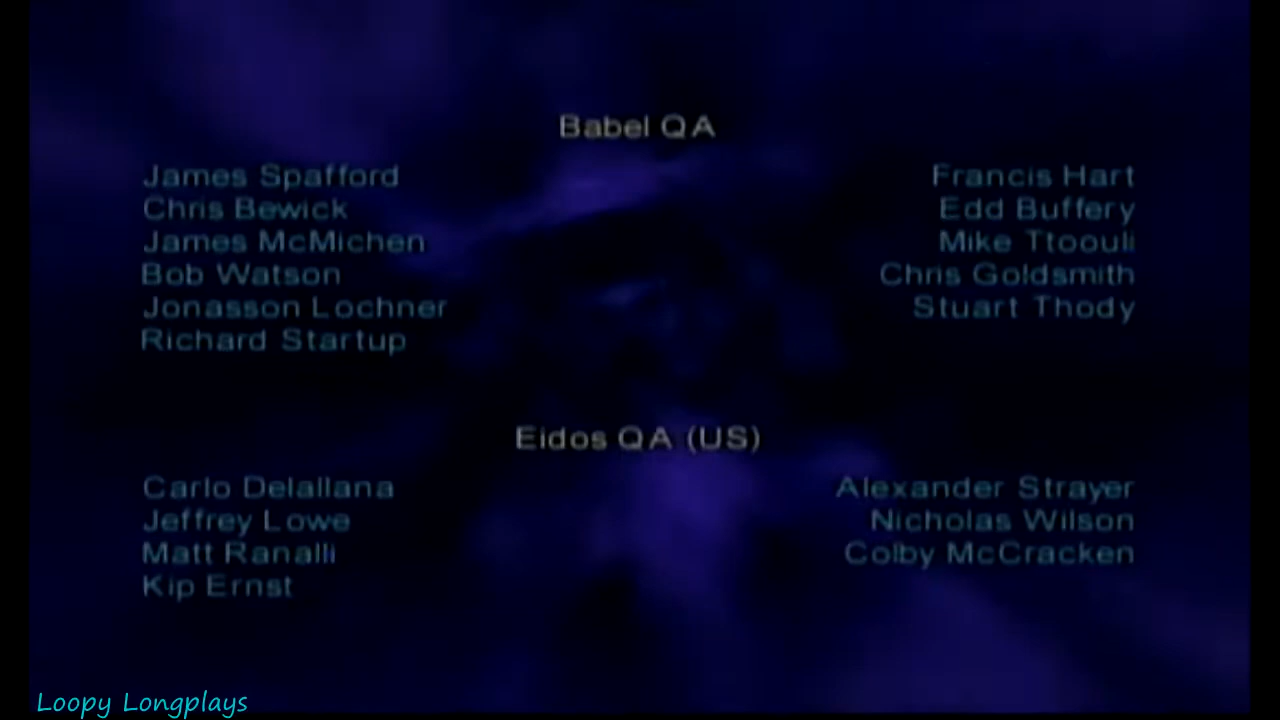 Babel QA
James Spafford
Francis Hart
Chris Bewick
Edd Buffery
James McMichen
Mike Ttoouli
Bob Watson
Chris Goldsmith
Jonasson Lochner
Stuart Thody
Richard Startup
Eidos QA (US)
Carlo Delallana
Alexander Strayer
Jeffrey Lowe
Nicholas Wilson
Matt Ranalli
Colby McCracken
Kip Ernst
Loopy Longplays